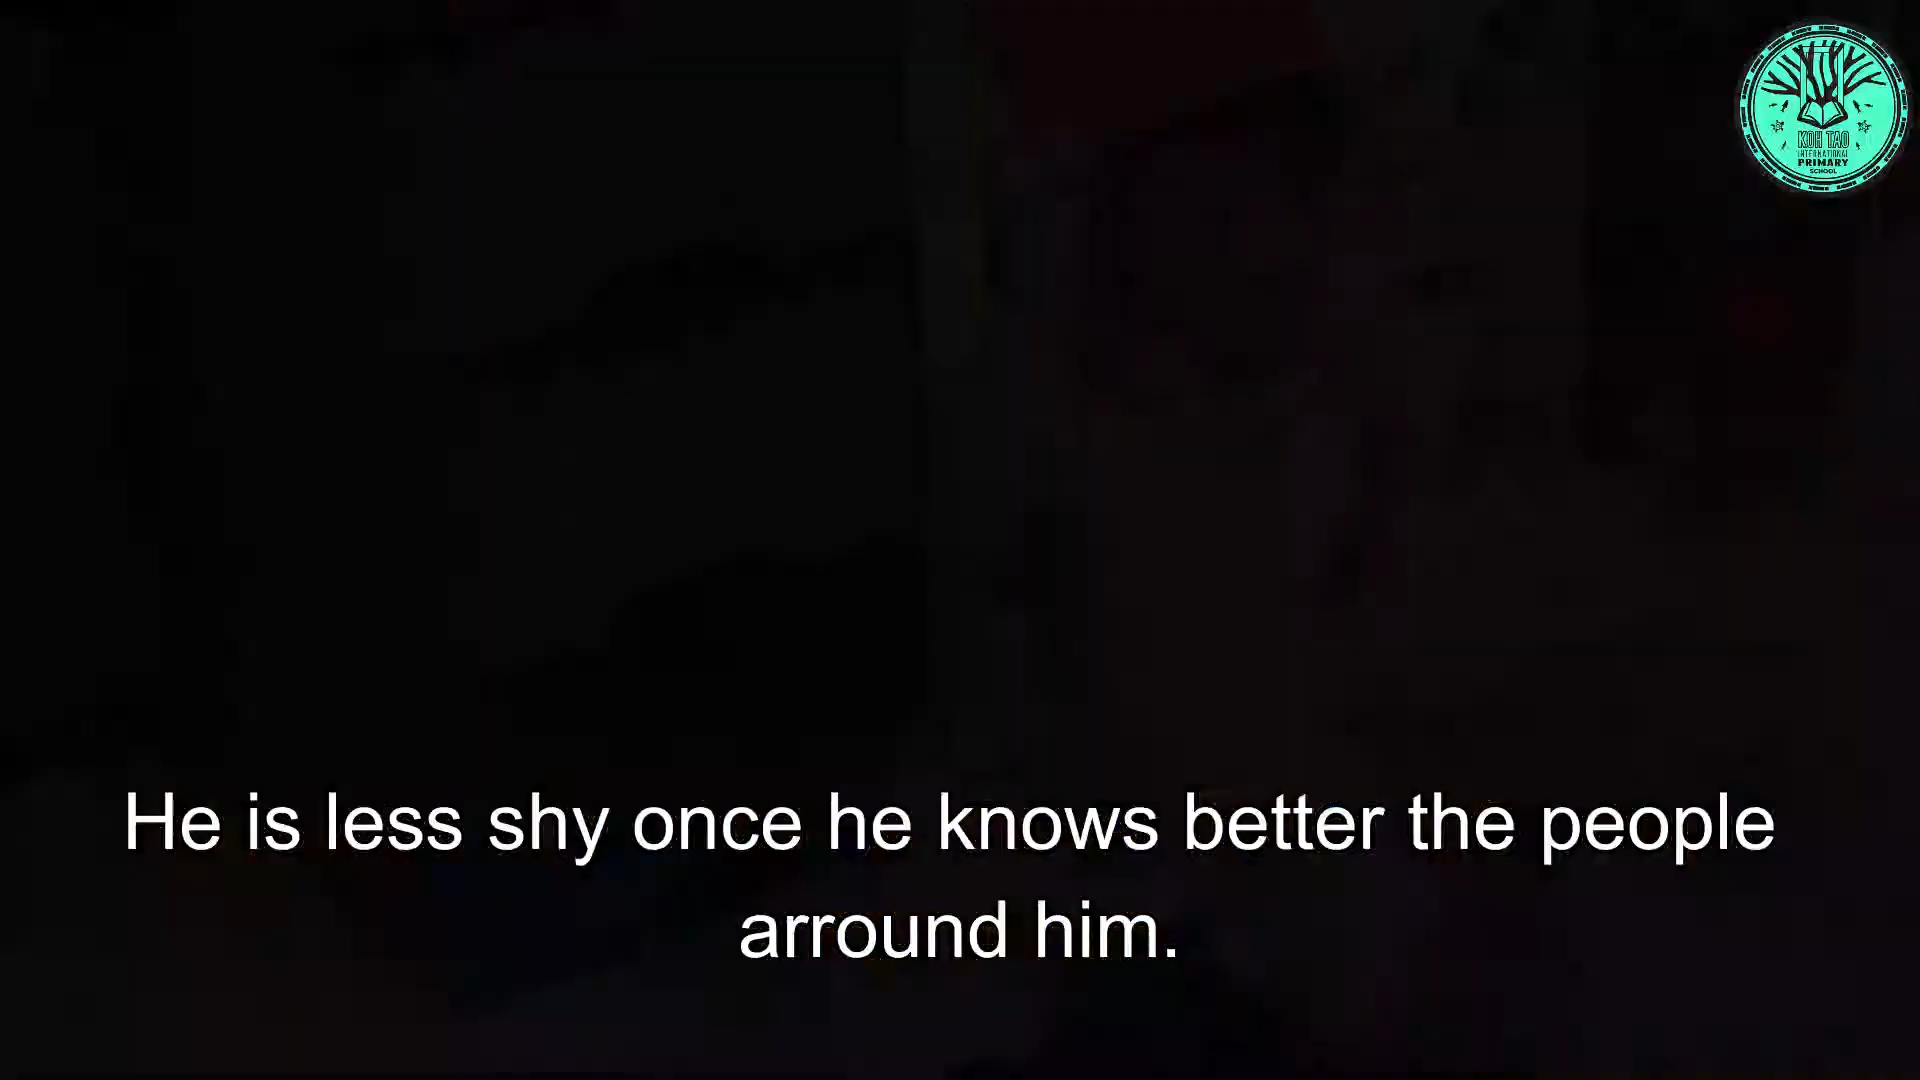 KOH TAO
INTERNATIONAL
PRIMARY
SCHOOL
He is less shy once he knows better the people
arround him.